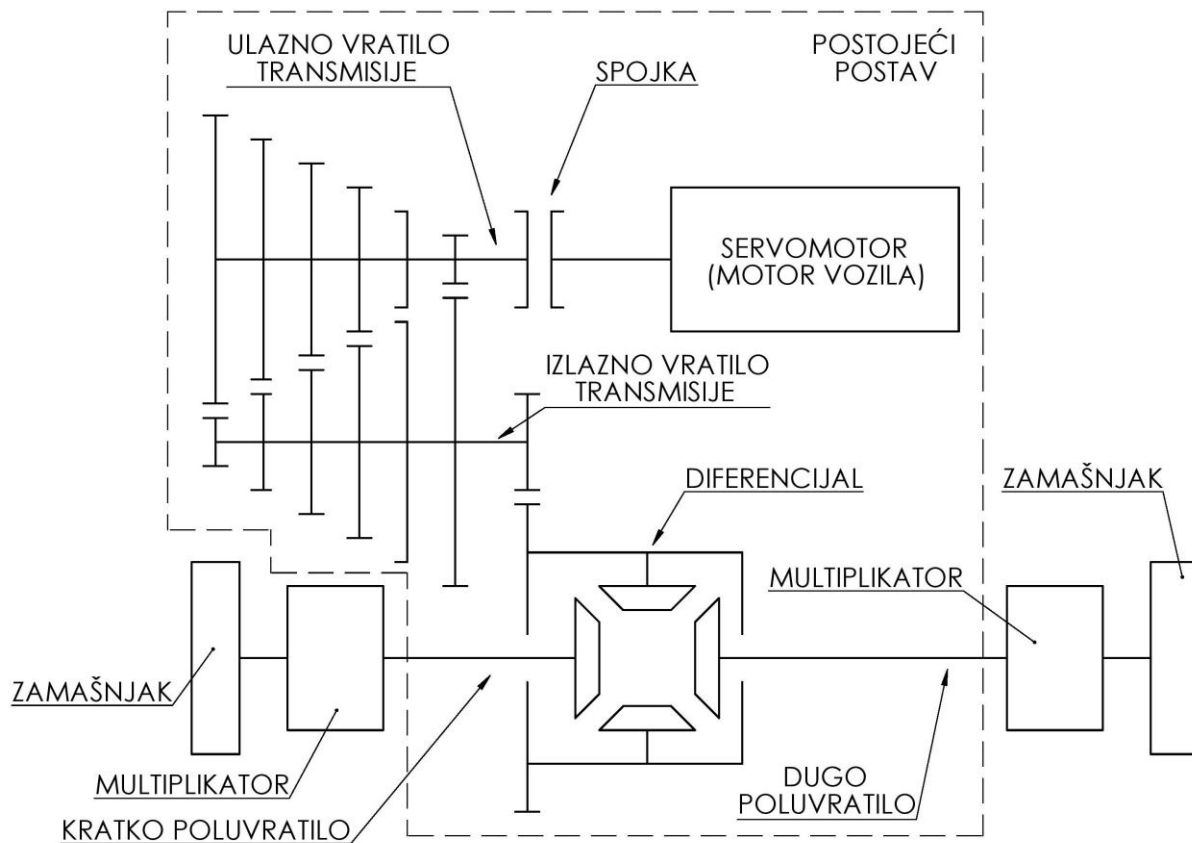 ULAZNO VRATILO
TRANSMISIJE
SPOJKA
POSTOJEĆI
POSTAV
SERVOMOTOR
(MOTOR VOZILA)
IZLAZNO VRATILO
TRANSMISIJE
DIFERENCIJAL
ZAMAŠNJAK
MULTIPLIKATOR
ZAMAŠNJAK
MULTIPLIKATOR
KRATKO POLUVRATILO
DUGO
POLUVRATILO